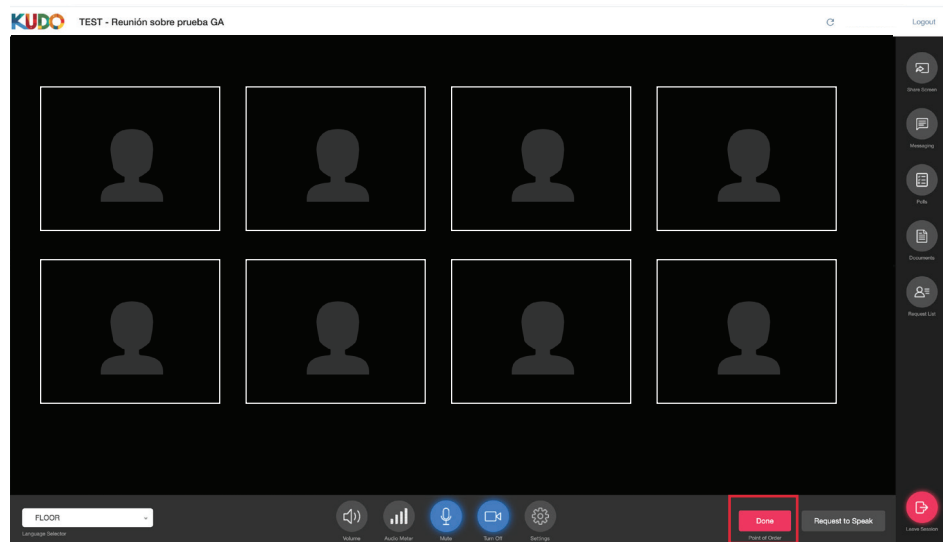 KUDO TEST - Reunión sobre prueba GA Logout
Share Screen
Messaging
Polls
Documents
Request List
FLOOR
Language Selector
Volume Audio Meter Mute Turn Off Settings
Done Request to Speak
Point of Order
Leave Session